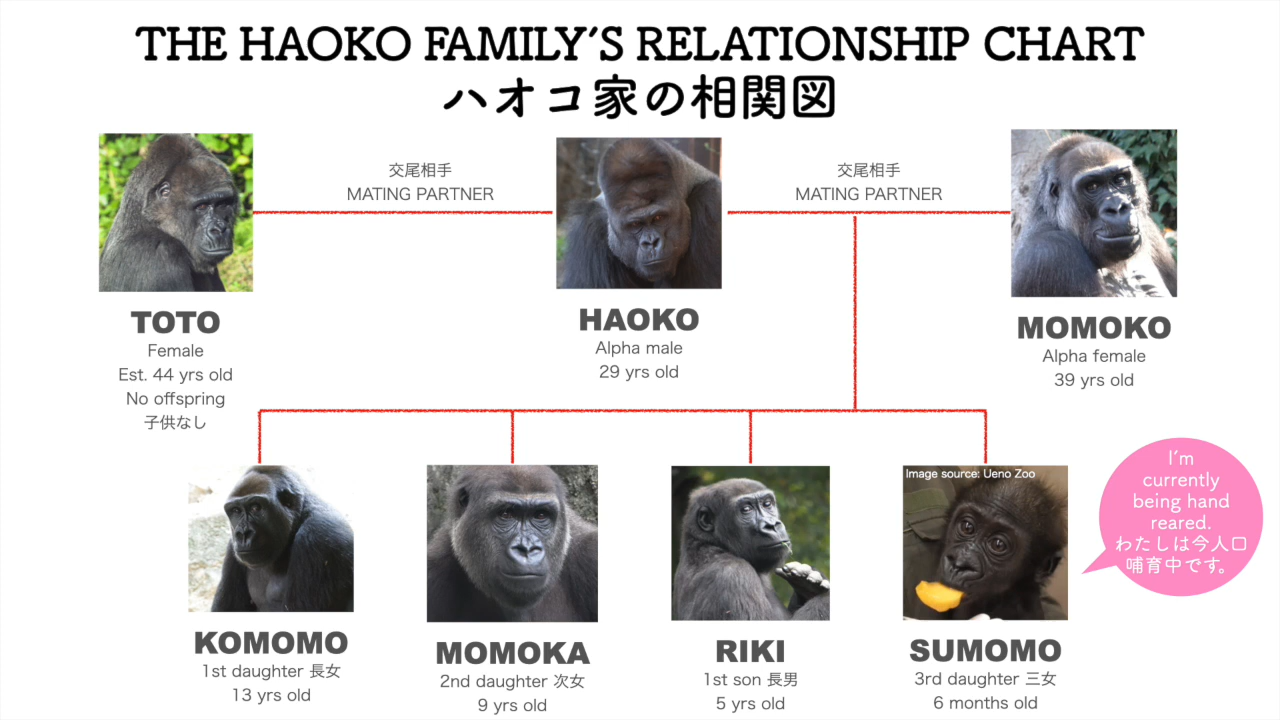 THE HAOKO FAMILY'S RELATIONSHIP CHART
ハオコ家の相関図
交尾相手
MATING PARTNER
交尾相手
MATING PARTNER
TOTO
Female
Est. 44 yrs old
No offspring
子供なし
HAOKO
Alpha male
29 yrs old
MOMOKO
Alpha female
39 yrs old
KOMOMO
1st daughter 長女
13 yrs old
MOMOKA
2nd daughter 次女
9 yrs old
RIKI
1st son 長男
5 yrs old
Image source: Ueno Zoo
SUMOMO
3rd daughter 三女
6 months old
I'm
currently
being hand
reared.
わたしは今人口
哺育中です。